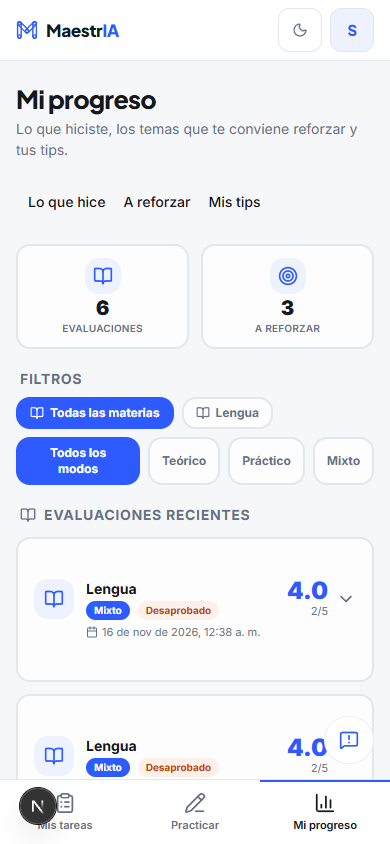 MaestrIA
S
Mi progreso
Lo que hiciste, los temas que te conviene reforzar y
tus tips.
Lo que hice A reforzar Mis tips
6
EVALUACIONES
3
A REFORZAR
FILTROS
Todas las materias
Lengua
Todos los
modos
Teórico
Práctico
Mixto
EVALUACIONES RECIENTES
Lengua
Mixto Desaprobado
16 de nov de 2026, 12:38 a. m.
4.0
2/5
Lengua
Mixto Desaprobado
4.0
2/5
N
Mis tareas
Practicar
Mi progreso